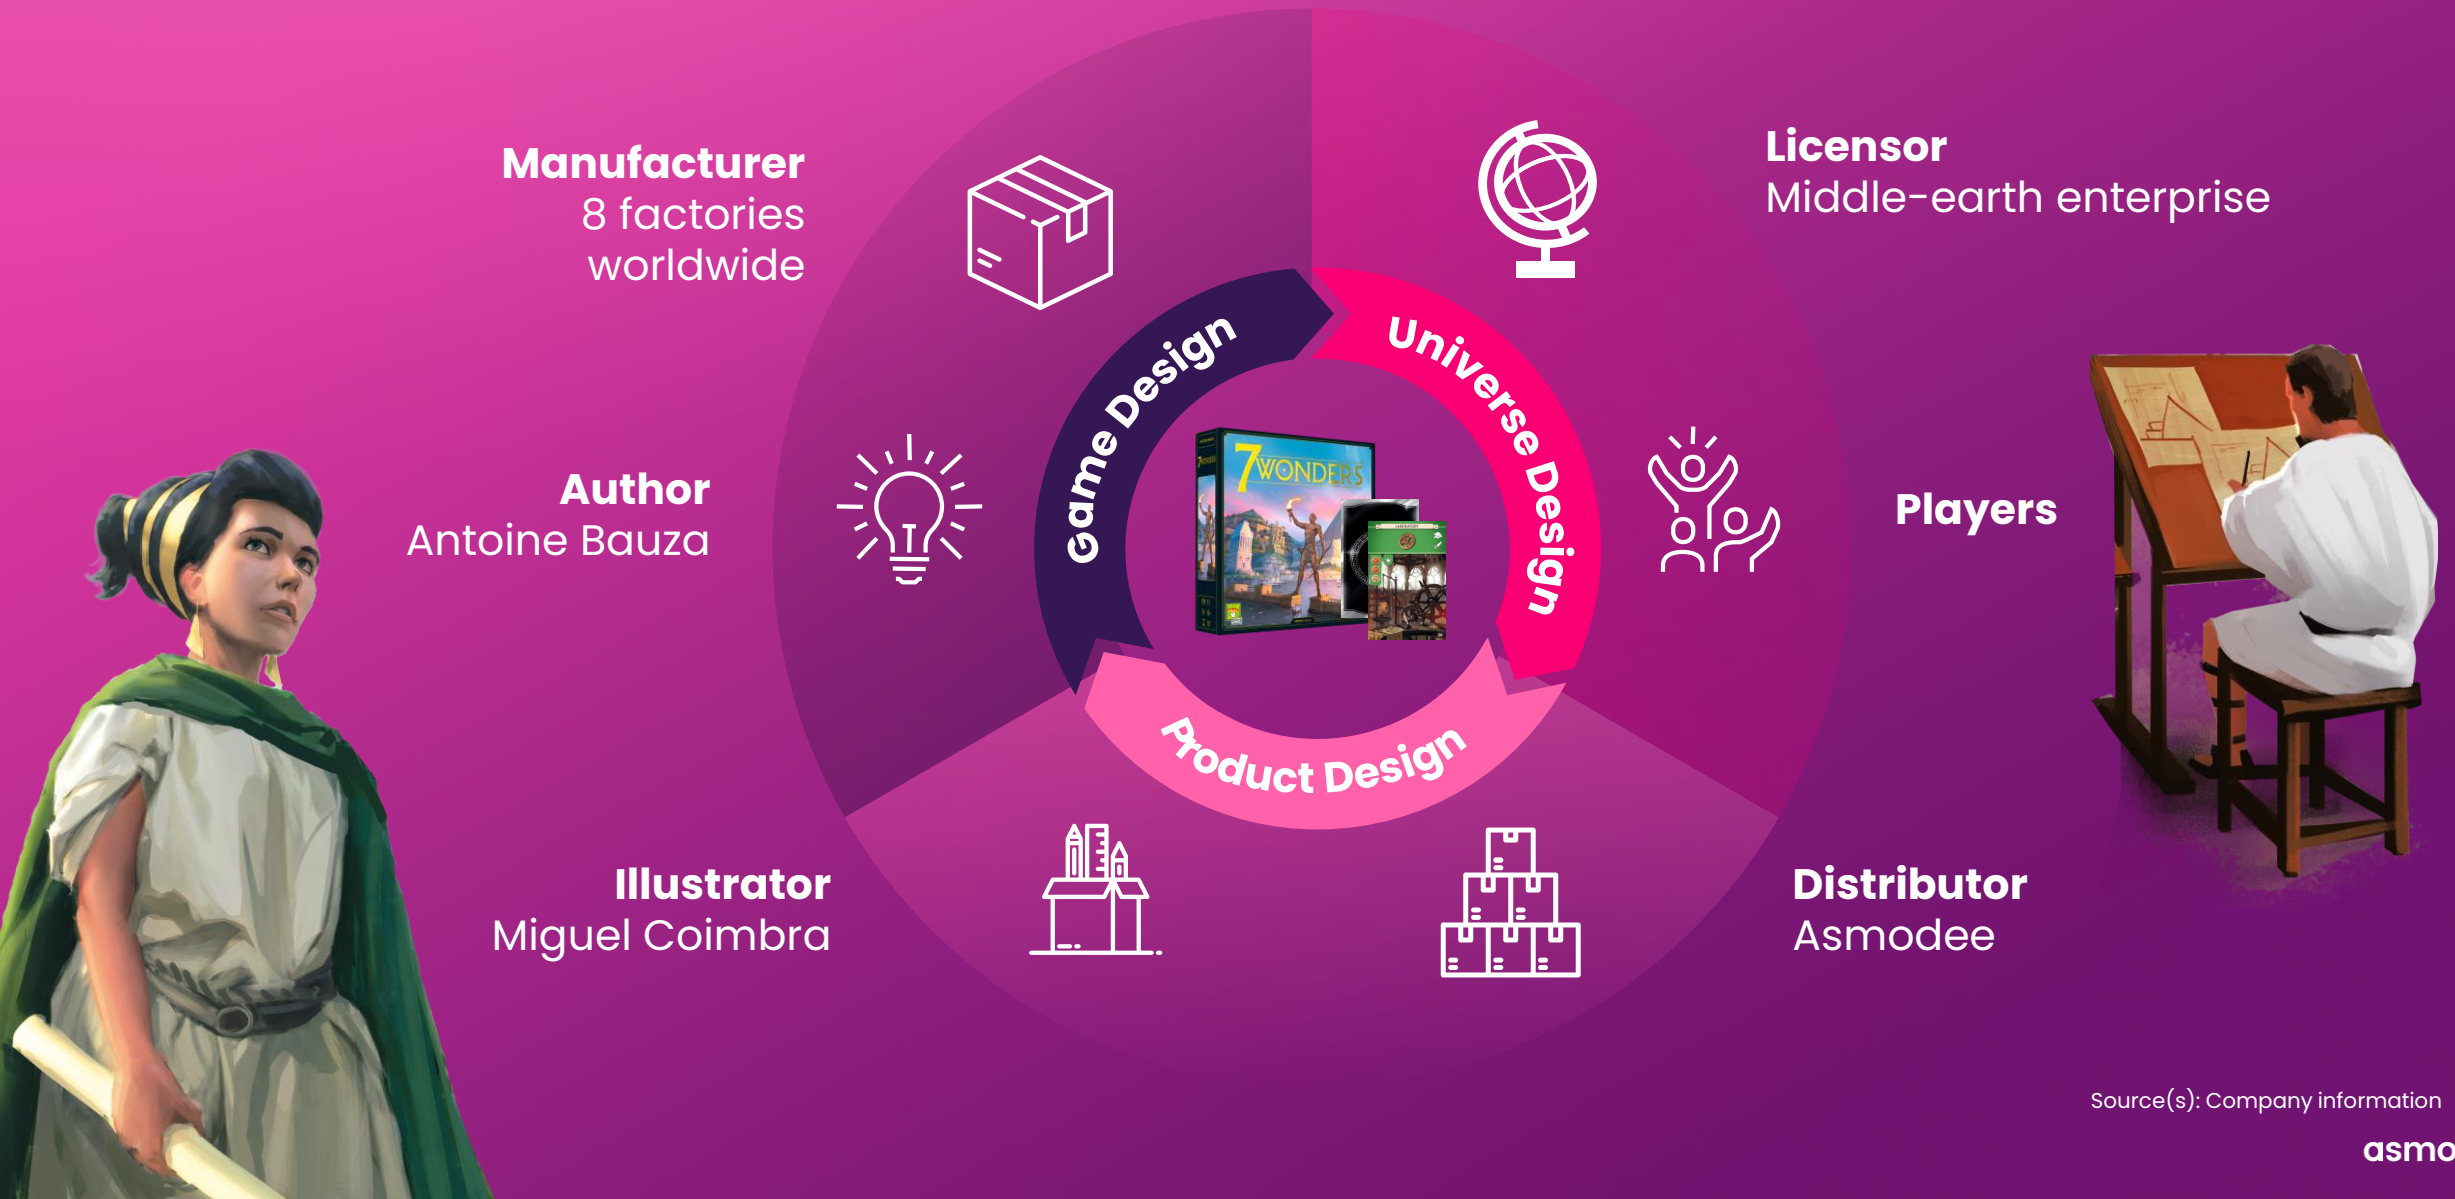 Manufacturer
8 factories
worldwide
Licensor
Middle-earth enterprise
Game Design
Universe Design
7 WONDERS
Author
Antoine Bauza
Players
Product Design
Illustrator
Miguel Coimbra
Distributor
Asmodee
Source(s): Company information
asmo